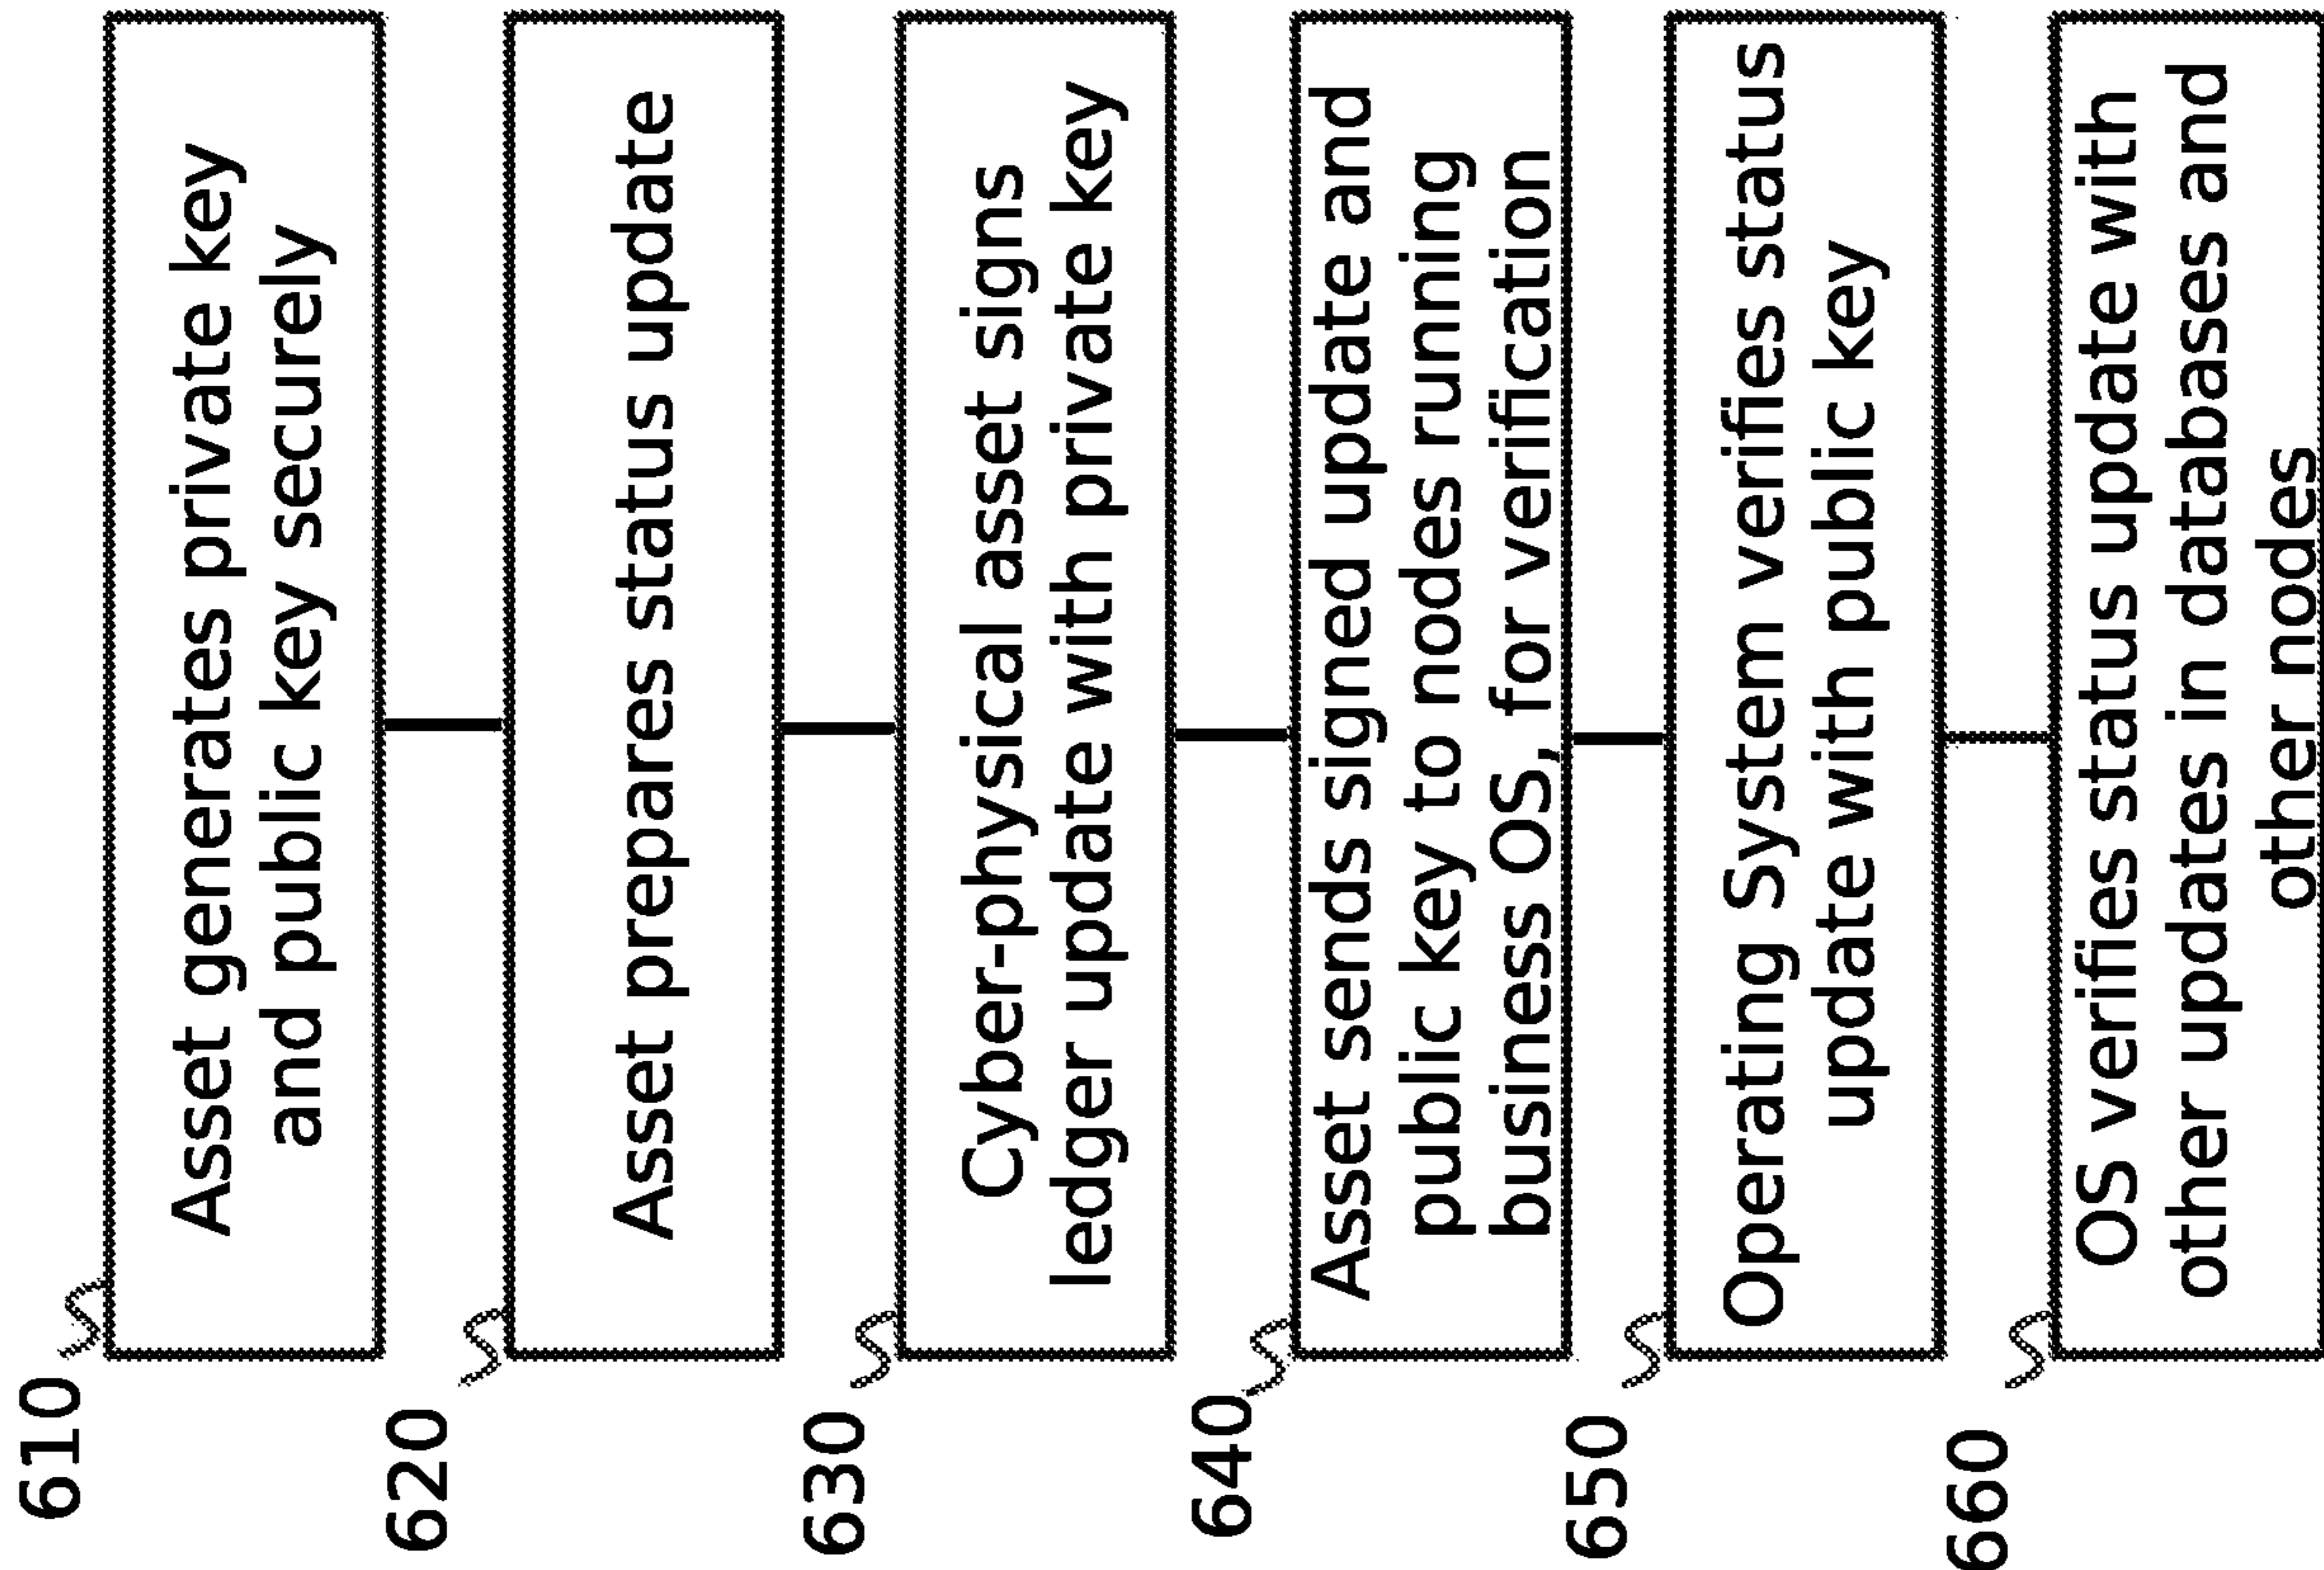 610
Asset generates private key
and public key securely
620
Asset prepares status update
630
Cyber-physical asset signs
ledger update with private key
640
Asset sends signed update and
public key to nodes running
business OS, for verification
650
Operating System verifies status
update with public key
660
OS verifies status update with
other updates in databases and
other nodes